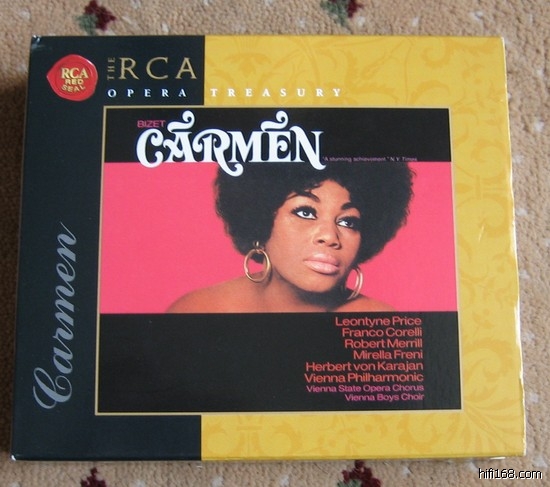 RCA
RED
SEAL
THE RCA
OPERA TREASURY
BIZET
CARMEN
"A stunning achievement." N.Y. Times
Carmen
Leontyne Price
Franco Corelli
Robert Merrill
Mirella Freni
Herbert von Karajan
Vienna Philharmonic
Vienna State Opera Chorus
Vienna Boys Choir
hifi168.com